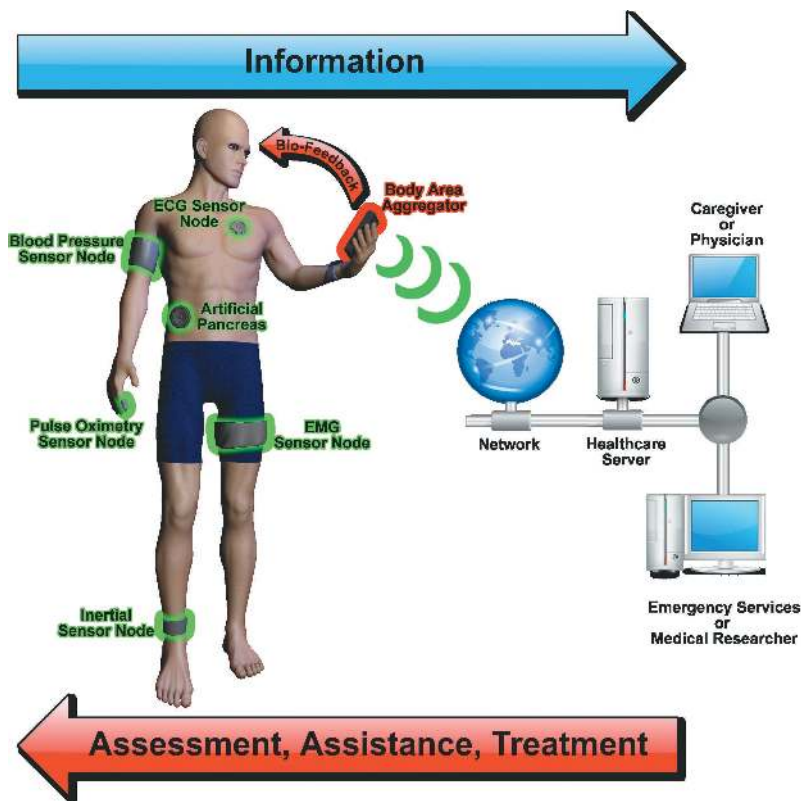 Information
Bio-Feedback
Body Area
Aggregator
ECG Sensor
Node
Blood Pressure
Sensor Node
Artificial
Pancreas
Pulse Oximetry
Sensor Node
EMG
Sensor Node
Inertial
Sensor Node
Caregiver
or
Physician
Network
Healthcare
Server
Emergency Services
or
Medical Researcher
Assessment, Assistance, Treatment